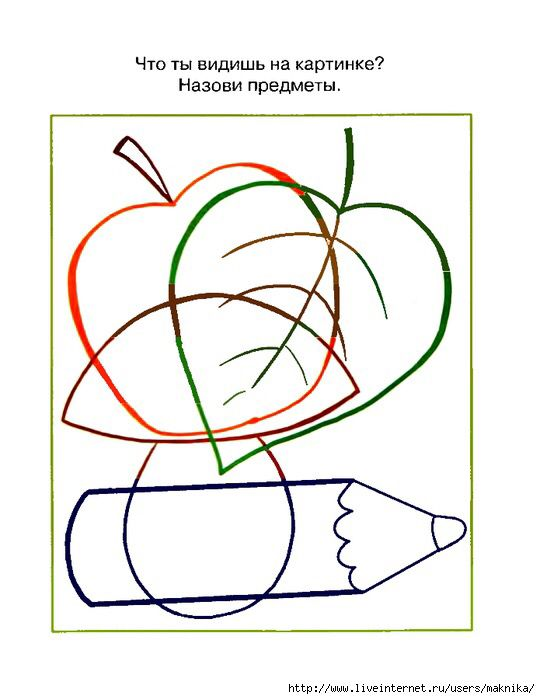 Что ты видишь на картинке?
Назови предметы.
http://www.liveinternet.ru/users/maknika/